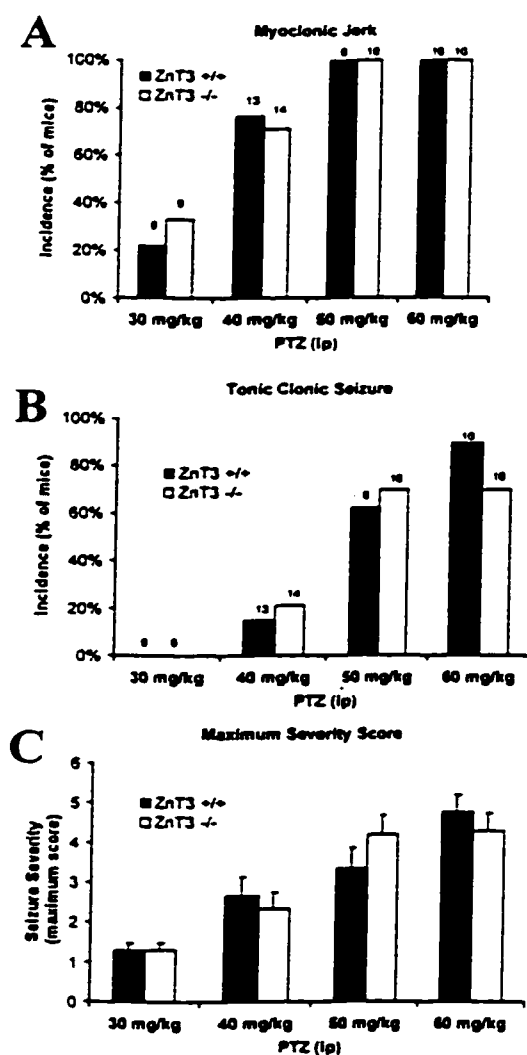 A
Myoclonic Jerk
ZnT3 +/+
ZnT3 -/-
Incidence (% of mice)
100%
80%
60%
40%
20%
0%
13
14
30 mg/kg
40 mg/kg
50 mg/kg
60 mg/kg
PTZ (ip)
B
Tonic Clonic Seizure
ZnT3 +/+
ZnT3 -/-
Incidence (% of mice)
100%
80%
60%
40%
20%
0%
13
14
30 mg/kg
40 mg/kg
50 mg/kg
60 mg/kg
PTZ (ip)
C
Maximum Severity Score
ZnT3 +/+
ZnT3 -/-
Seizure Severity
(maximum score)
6
5
4
3
2
1
0
30 mg/kg
40 mg/kg
50 mg/kg
60 mg/kg
PTZ (ip)